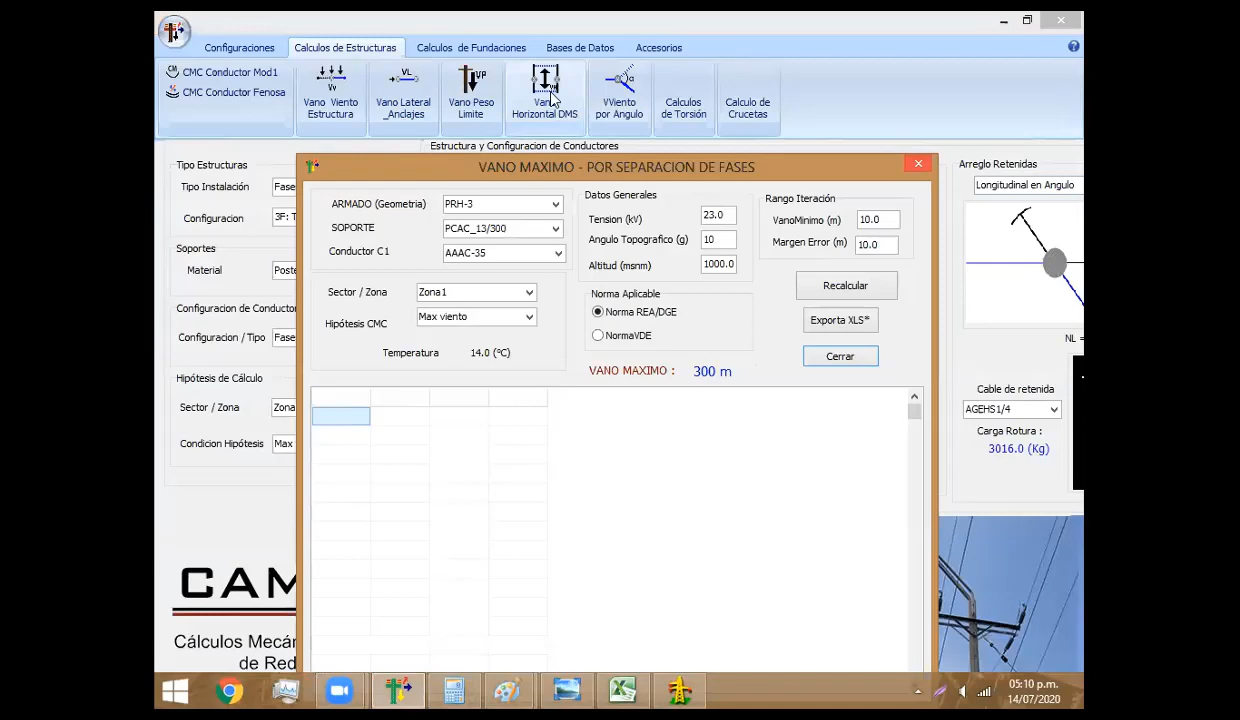 Configuraciones
Calculos de Estructuras
Calculos de Fundaciones
Bases de Datos
Accesorios
CMC Conductor Mod1
CMC Conductor Fenosa
Vano Viento
Estructura
Vano Lateral
_Anclajes
Vano Peso
Limite
Horizontal DMS
VViento
por Angulo
Calculos
de Torsión
Calculo de
Crucetas
Estructura y Configuracion de Conductores
Tipo Estructuras
Tipo Instalación
Configuracion
3F:
Soportes
Material
Configuracion de Conductor
Configuracion / Tipo
Hipótesis de Cálculo
Sector / Zona
Zona
Condicion Hipótesis
Max
VANO MAXIMO - POR SEPARACION DE FASES
ARMADO (Geometria)
PRH-3
SOPORTE
PCAC_13/300
Conductor C1
AAAC-35
Sector / Zona
Zona1
Hipótesis CMC
Max viento
Temperatura
14.0 (°C)
Datos Generales
Tension (kV)
23.0
Angulo Topografico (g)
10
Altitud (msnm)
1000.0
Norma Aplicable
Norma REA/DGE
NormaVDE
VANO MAXIMO :
300 m
Rango Iteración
VanoMinimo (m)
10.0
Margen Error (m)
10.0
Recalcular
Exporta XLS*
Cerrar
Arreglo Retenidas
Longitudinal en Angulo
NL =
Cable de retenida
AGEHS1/4
Carga Rotura :
3016.0 (Kg)
CAM
Cálculos Mecán
de Red
05:10 p.m.
14/07/2020